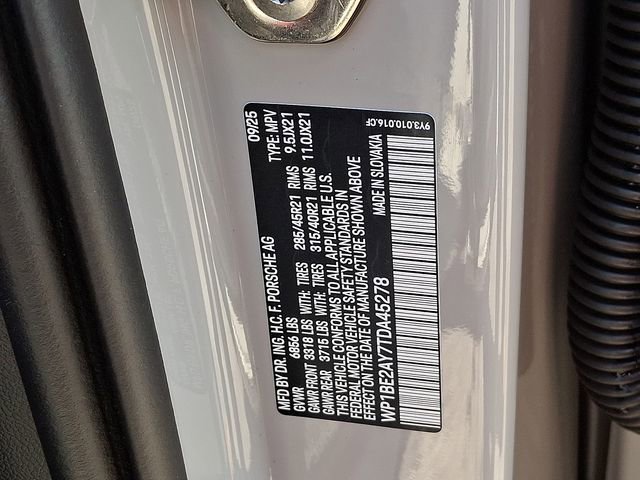 MFD BY DR. ING. H.C. F. PORSCHE AG 09/25
GVWR 6856 LBS TYPE: MPV
GAWR FRONT 3318 LBS WITH: TIRES 285/45R21 RIMS 9.5JX21
GAWR REAR 3715 LBS WITH: TIRES 315/40R21 RIMS 11.0JX21
THIS VEHICLE CONFORMS TO ALL APPLICABLE U.S.
FEDERAL MOTOR VEHICLE SAFETY STANDARDS IN
EFFECT ON THE DATE OF MANUFACTURE SHOWN ABOVE
WP1BE2AY7TDA45278 MADE IN SLOVAKIA
9Y3.010.016.CF